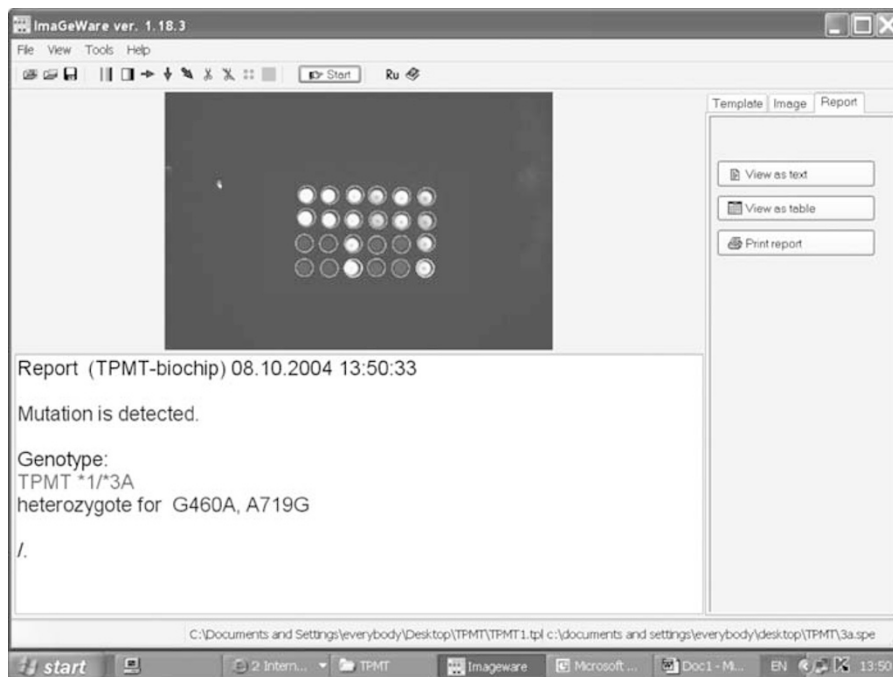 ImaGeWare ver. 1.18.3
File View Tools Help
Start Ru
Template Image Report
View as text
View as table
Print report
Report (TPMT-biochip) 08.10.2004 13:50:33
Mutation is detected.
Genotype:
TPMT *1/*3A
heterozygote for G460A, A719G
/.
C:\Documents and Settings\everybody\Desktop\TPMT\TPMT1.tpl c:\documents and settings\everybody\desktop\TPMT\3a.spe
start 2 Intern... TPMT Imageware Microsoft ... Doc1 - M... EN 13:50